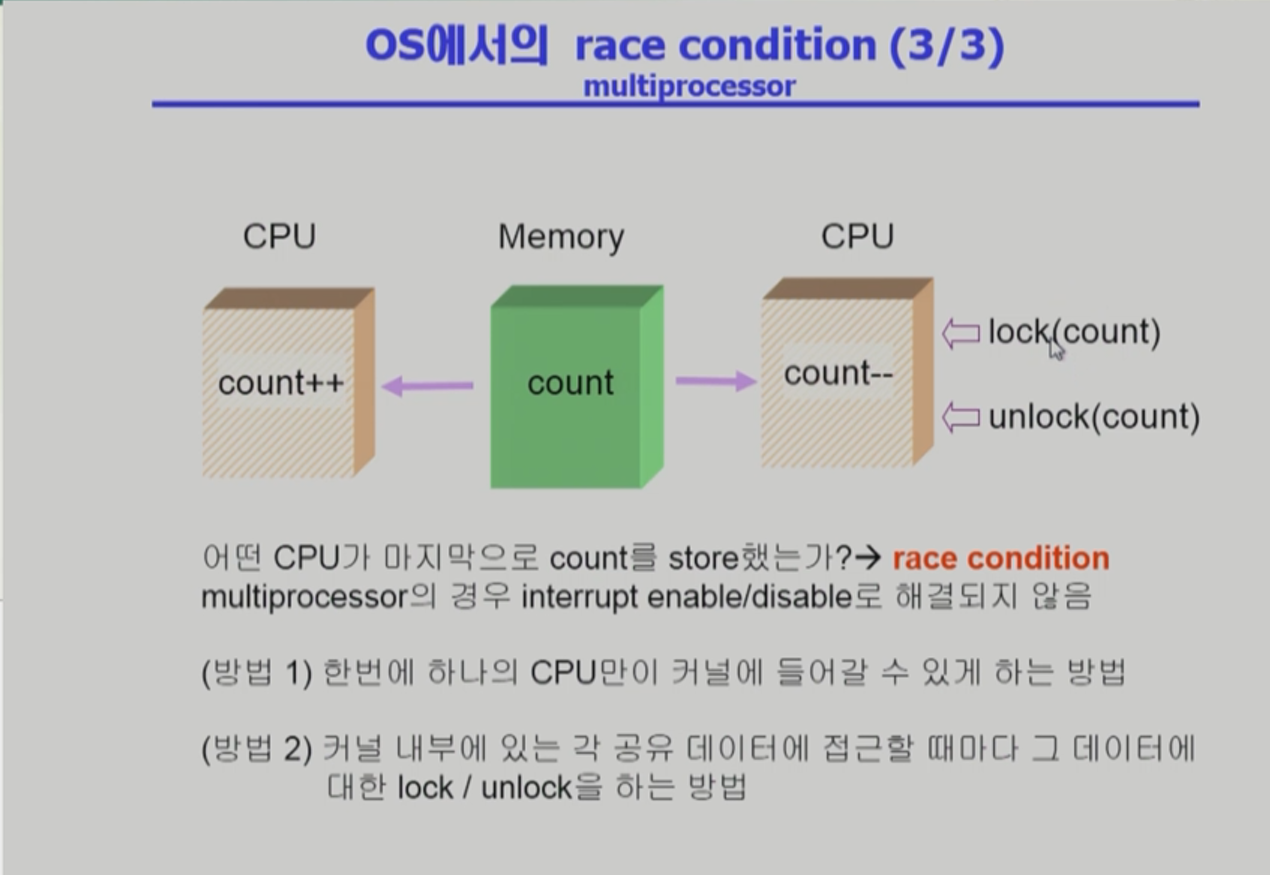 OS에서의 race condition (3/3)
multiprocessor
CPU
Memory
CPU
count++
count
count--
lock(count)
unlock(count)
어떤 CPU가 마지막으로 count를 store했는가?→ race condition
multiprocessor의 경우 interrupt enable/disable로 해결되지 않음
(방법 1) 한번에 하나의 CPU만이 커널에 들어갈 수 있게 하는 방법
(방법 2) 커널 내부에 있는 각 공유 데이터에 접근할 때마다 그 데이터에
대한 lock / unlock을 하는 방법